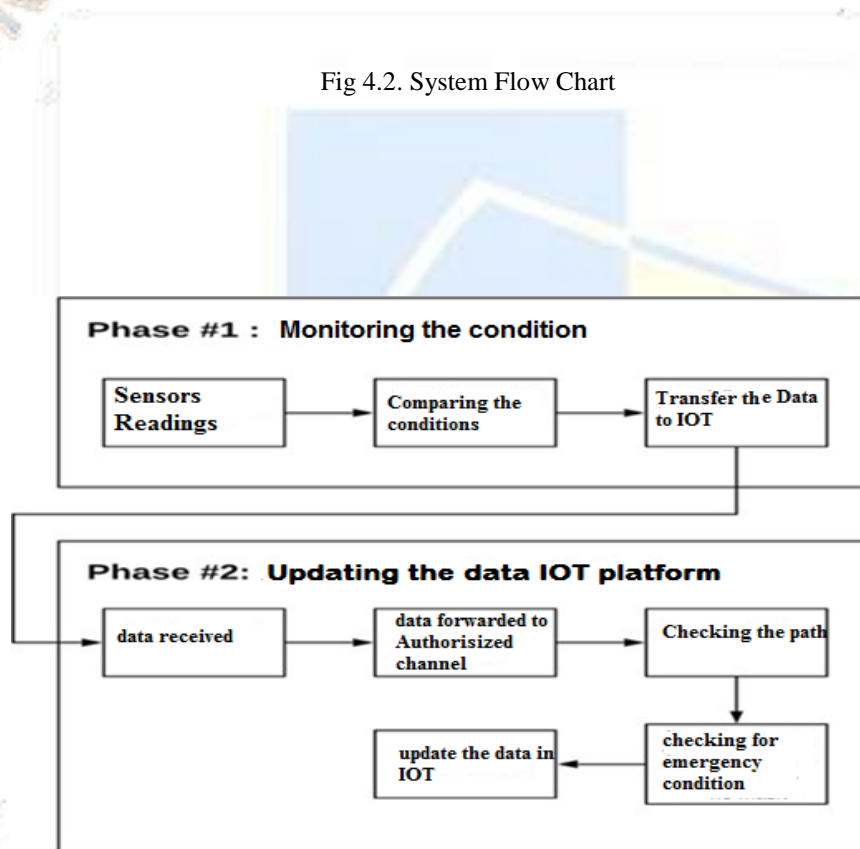 Fig 4.2. System Flow Chart
Phase #1 : Monitoring the condition
Sensors
Readings
Comparing the
conditions
Transfer the Data
to IOT
Phase #2: Updating the data IOT platform
data received
data forwarded to
Authorisized
channel
Checking the path
checking for
emergency
condition
update the data in
IOT